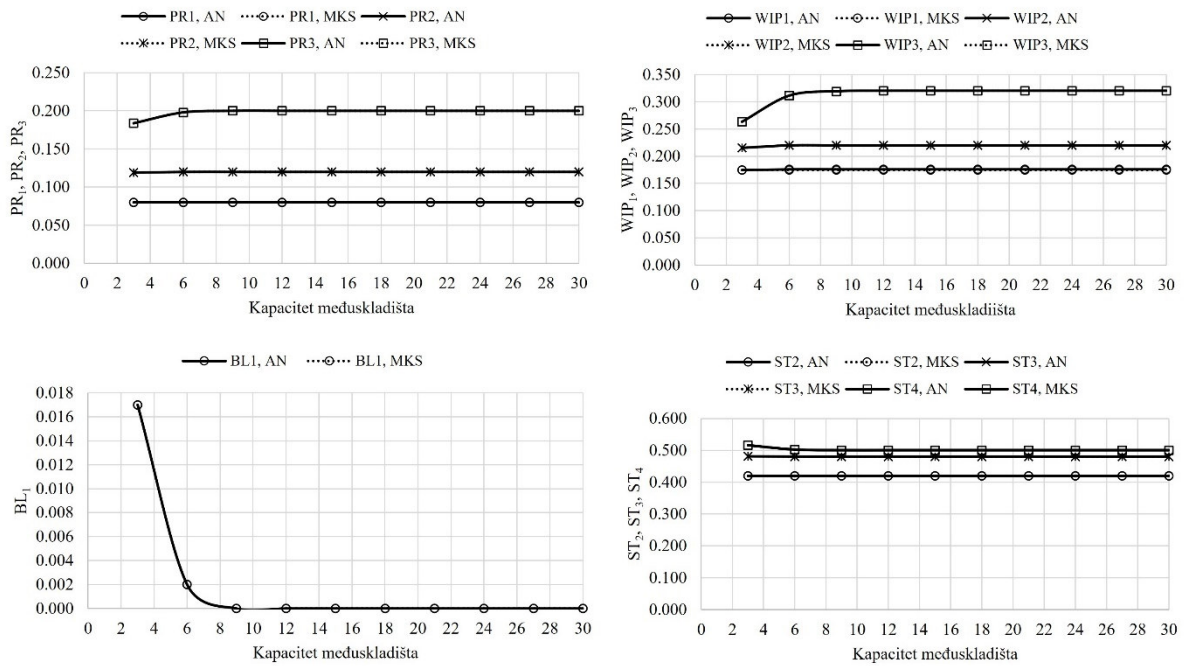 PR1, AN PR1, MKS PR2, AN
PR2, MKS PR3, AN PR3, MKS
PR₁, PR₂, PR₃
0.250
0.200
0.150
0.100
0.050
0.000
0 2 4 6 8 10 12 14 16 18 20 22 24 26 28 30
Kapacitet međuskladišta
WIP1, AN WIP1, MKS WIP2, AN
WIP2, MKS WIP3, AN WIP3, MKS
WIP₁, WIP₂, WIP₃
0.350
0.300
0.250
0.200
0.150
0.100
0.050
0.000
0 2 4 6 8 10 12 14 16 18 20 22 24 26 28 30
Kapacitet međuskladiišta
BL1, AN BL1, MKS
BL₁
0.018
0.016
0.014
0.012
0.010
0.008
0.006
0.004
0.002
0.000
0 2 4 6 8 10 12 14 16 18 20 22 24 26 28 30
Kapacitet međuskladišta
ST2, AN ST2, MKS ST3, AN
ST3, MKS ST4, AN ST4, MKS
ST₂, ST₃, ST₄
0.600
0.500
0.400
0.300
0.200
0.100
0.000
0 2 4 6 8 10 12 14 16 18 20 22 24 26 28 30
Kapacitet međuskladišta